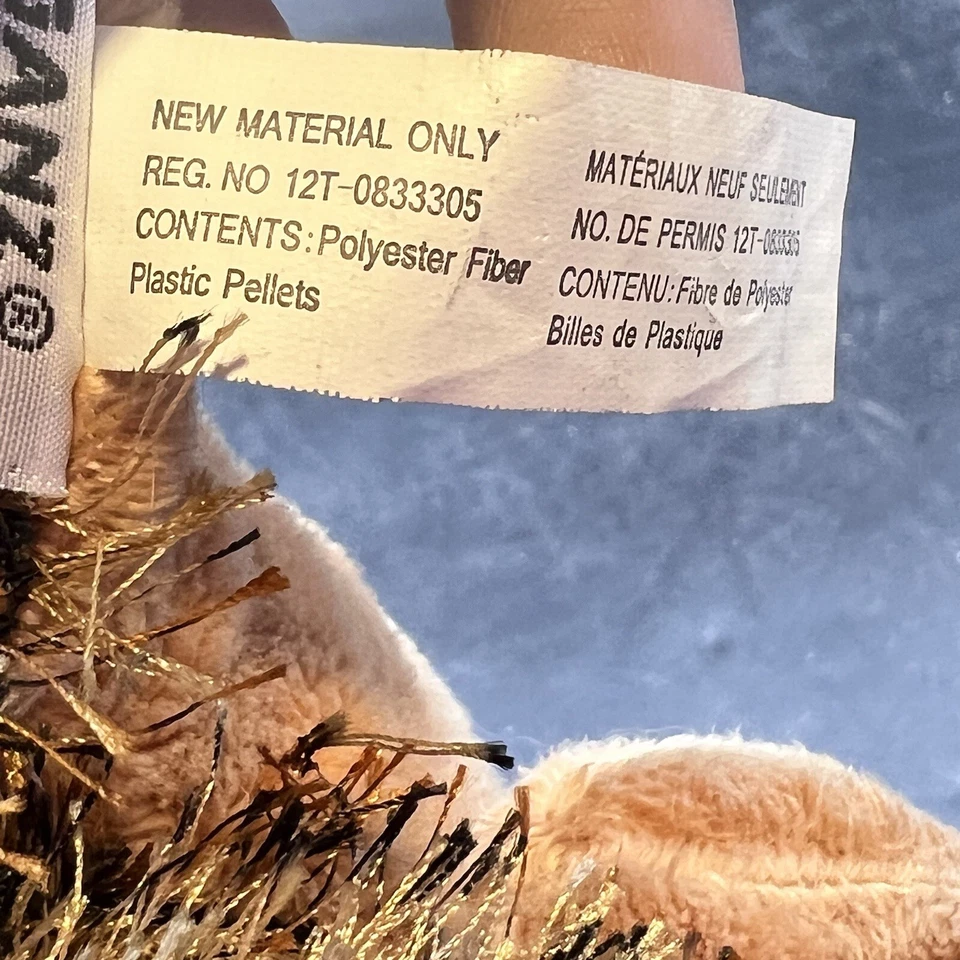 NEW MATERIAL ONLY
REG. NO 12T-0833305
CONTENTS: Polyester Fiber
Plastic Pellets
MATÉRIAUX NEUF SEULEMENT
NO. DE PERMIS 12T-0833305
CONTENU: Fibre de Polyester
Billes de Plastique